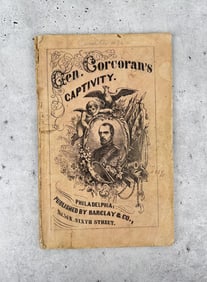 Gen. Corcoran's
CAPTIVITY.
PHILADELPHIA:
PUBLISHED BY BARCLAY & CO.,
SIXTH STREET.